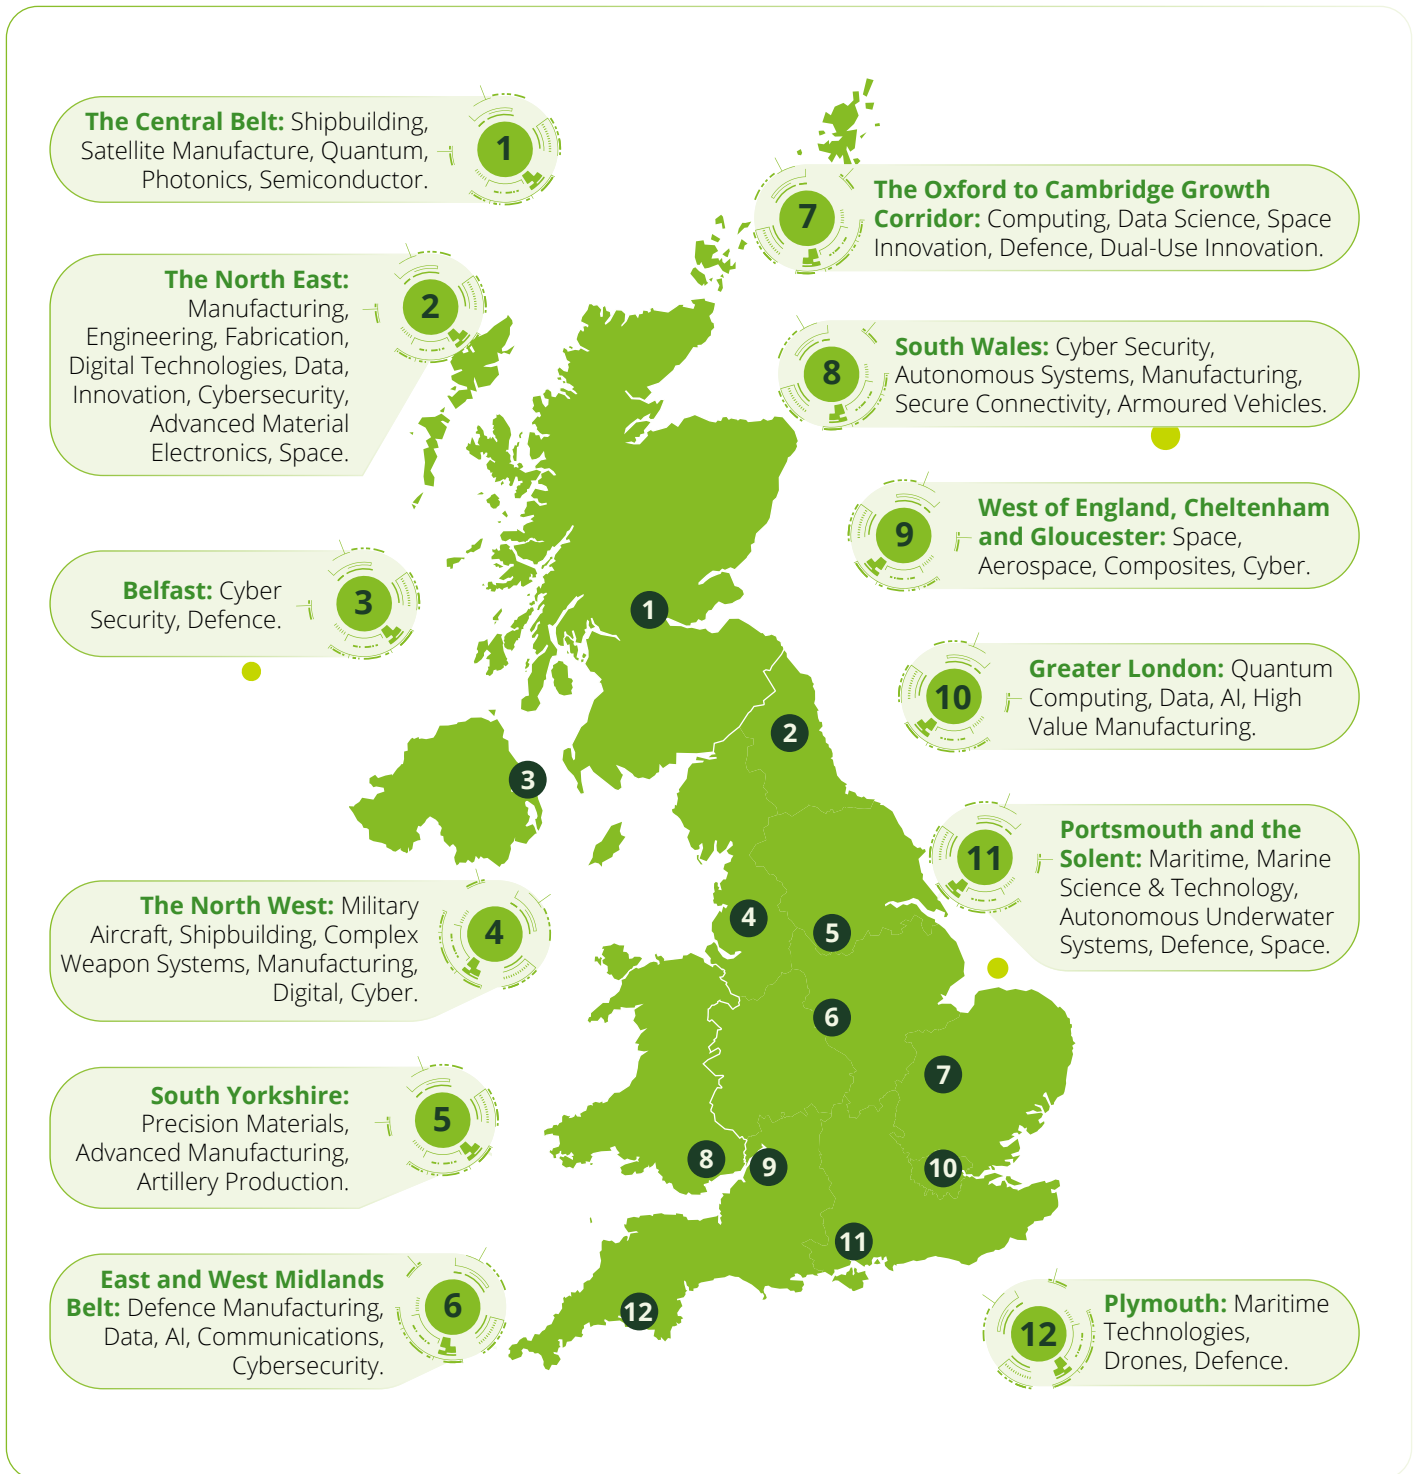 The Central Belt: Shipbuilding,
Satellite Manufacture, Quantum,
Photonics, Semiconductor.
1
The North East:
Manufacturing,
Engineering, Fabrication,
Digital Technologies, Data,
Innovation, Cybersecurity,
Advanced Material
Electronics, Space.
2
Belfast: Cyber
Security, Defence.
3
The North West: Military
Aircraft, Shipbuilding, Complex
Weapon Systems, Manufacturing,
Digital, Cyber.
4
South Yorkshire:
Precision Materials,
Advanced Manufacturing,
Artillery Production.
5
East and West Midlands
Belt: Defence Manufacturing,
Data, AI, Communications,
Cybersecurity.
6
7
The Oxford to Cambridge Growth
Corridor: Computing, Data Science, Space
Innovation, Defence, Dual-Use Innovation.
8
South Wales: Cyber Security,
Autonomous Systems, Manufacturing,
Secure Connectivity, Armoured Vehicles.
9
West of England, Cheltenham
and Gloucester: Space,
Aerospace, Composites, Cyber.
10
Greater London: Quantum
Computing, Data, AI, High
Value Manufacturing.
11
Portsmouth and the
Solent: Maritime, Marine
Science & Technology,
Autonomous Underwater
Systems, Defence, Space.
12
Plymouth: Maritime
Technologies,
Drones, Defence.
1
2
3
4
5
6
7
8
9
10
11
12